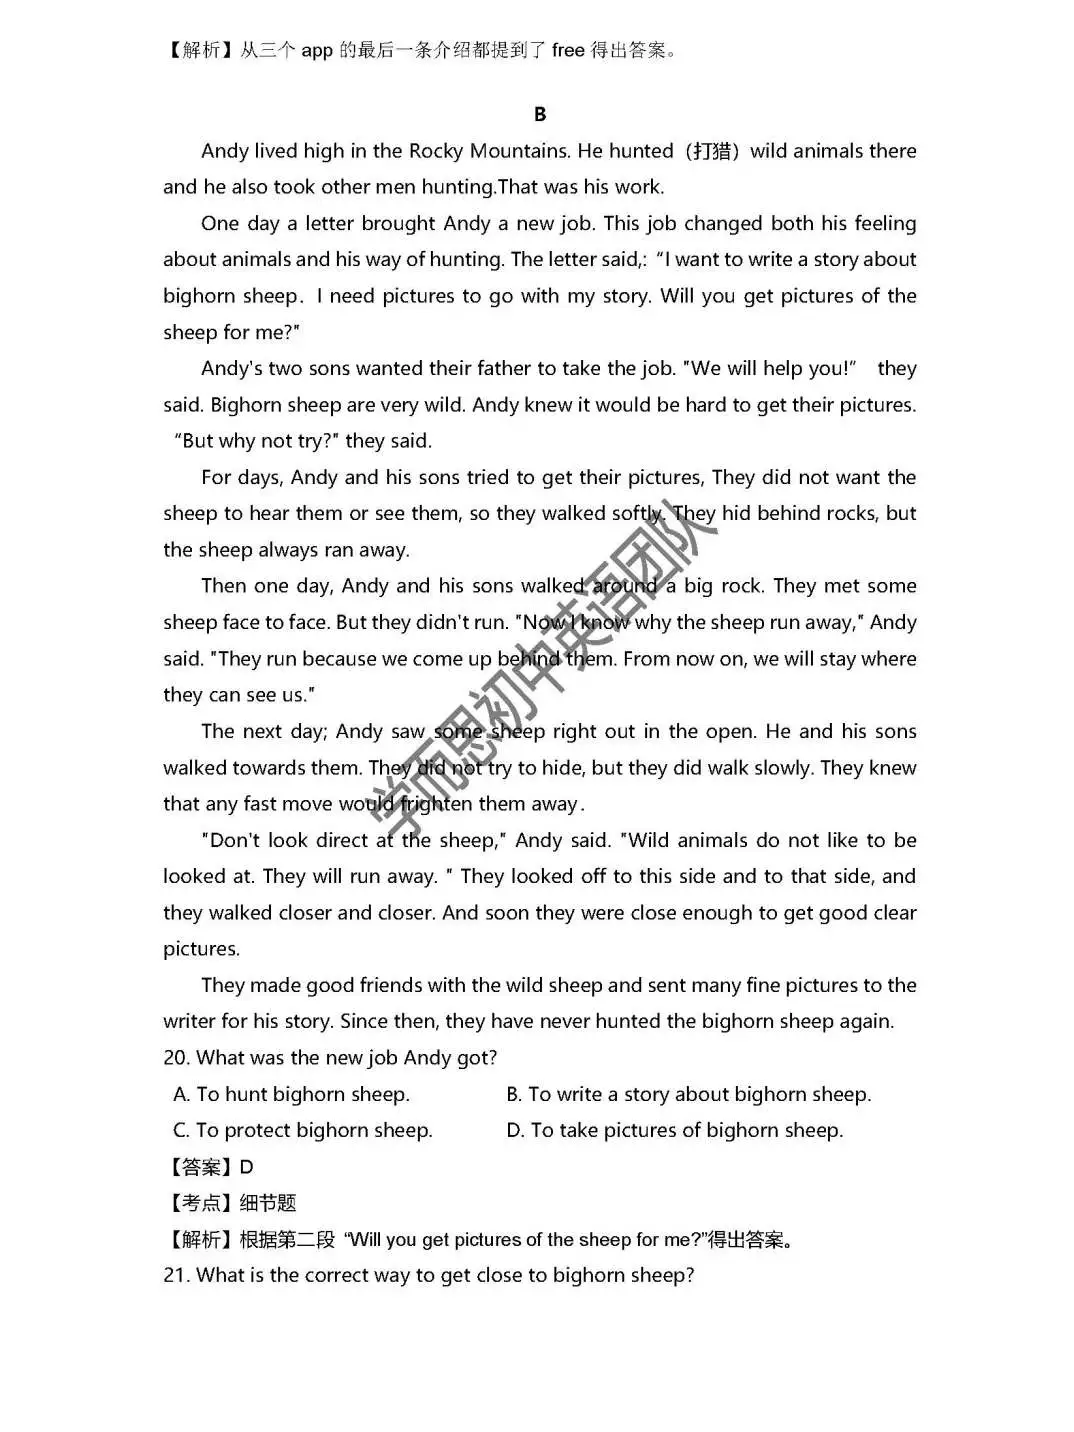 【解析】从三个 app 的最后一条介绍都提到了 free 得出答案。
B
Andy lived high in the Rocky Mountains. He hunted（打猎）wild animals there
and he also took other men hunting.That was his work.
One day a letter brought Andy a new job. This job changed both his feeling
about animals and his way of hunting. The letter said,: “I want to write a story about
bighorn sheep. I need pictures to go with my story. Will you get pictures of the
sheep for me?"
Andy's two sons wanted their father to take the job. "We will help you!” they
said. Bighorn sheep are very wild. Andy knew it would be hard to get their pictures.
“But why not try?" they said.
For days, Andy and his sons tried to get their pictures, They did not want the
sheep to hear them or see them, so they walked softly. They hid behind rocks, but
the sheep always ran away.
Then one day, Andy and his sons walked around a big rock. They met some
sheep face to face. But they didn't run. "Now I know why the sheep run away," Andy
said. "They run because we come up behind them. From now on, we will stay where
they can see us."
The next day; Andy saw some sheep right out in the open. He and his sons
walked towards them. They did not try to hide, but they did walk slowly. They knew
that any fast move would frighten them away.
"Don't look direct at the sheep," Andy said. "Wild animals do not like to be
looked at. They will run away. " They looked off to this side and to that side, and
they walked closer and closer. And soon they were close enough to get good clear
pictures.
They made good friends with the wild sheep and sent many fine pictures to the
writer for his story. Since then, they have never hunted the bighorn sheep again.
20. What was the new job Andy got?
A. To hunt bighorn sheep. B. To write a story about bighorn sheep.
C. To protect bighorn sheep. D. To take pictures of bighorn sheep.
【答案】D
【考点】细节题
【解析】根据第二段 “Will you get pictures of the sheep for me?”得出答案。
21. What is the correct way to get close to bighorn sheep?
学而思初中英语团队